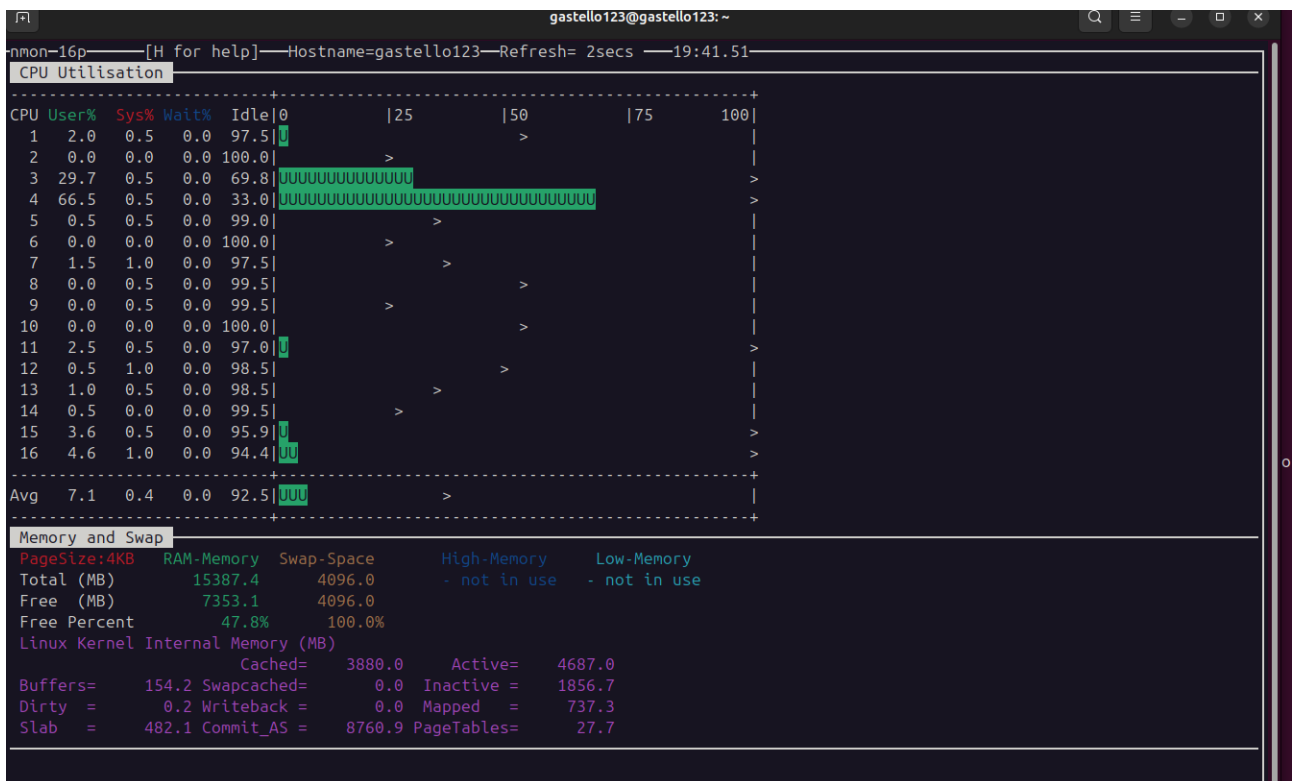 gastello123@gastello123: ~
nmon-16p———[H for help]——Hostname=gastello123——Refresh= 2secs ——19:41.51
CPU Utilisation
---------------------------+-------------------------------------------------+
CPU User% Sys% Wait% Idle|0 |25 |50 |75 100|
1 2.0 0.5 0.0 97.5|U > |
2 0.0 0.0 0.0 100.0| > |
3 29.7 0.5 0.0 69.8|UUUUUUUUUUUUUU >
4 66.5 0.5 0.0 33.0|UUUUUUUUUUUUUUUUUUUUUUUUUUUUUUUUU >
5 0.5 0.5 0.0 99.0| > |
6 0.0 0.0 0.0 100.0| > |
7 1.5 1.0 0.0 97.5| > |
8 0.0 0.5 0.0 99.5| > |
9 0.0 0.5 0.0 99.5| > |
10 0.0 0.0 0.0 100.0| > |
11 2.5 0.5 0.0 97.0|U >
12 0.5 1.0 0.0 98.5| > |
13 1.0 0.5 0.0 98.5| > |
14 0.5 0.0 0.0 99.5| > |
15 3.6 0.5 0.0 95.9|U >
16 4.6 1.0 0.0 94.4|UU >
---------------------------+-------------------------------------------------+
Avg 7.1 0.4 0.0 92.5|UUU > |
---------------------------+-------------------------------------------------+
Memory and Swap
PageSize:4KB RAM-Memory Swap-Space High-Memory Low-Memory
Total (MB) 15387.4 4096.0 - not in use - not in use
Free (MB) 7353.1 4096.0
Free Percent 47.8% 100.0%
Linux Kernel Internal Memory (MB)
Cached= 3880.0 Active= 4687.0
Buffers= 154.2 Swapcached= 0.0 Inactive = 1856.7
Dirty = 0.2 Writeback = 0.0 Mapped = 737.3
Slab = 482.1 Commit_AS = 8760.9 PageTables= 27.7